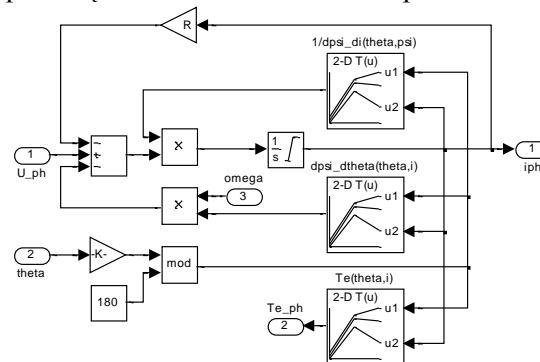 R
1/dpsi_di(theta,psi)
2-D T(u)
u1
u2
1
U_ph
x
1
s
1
iph
dpsi_dtheta(theta,i)
omega
3
x
2-D T(u)
u1
u2
2
theta
-K-
mod
180
Te(theta,i)
Te_ph
2
2-D T(u)
u1
u2